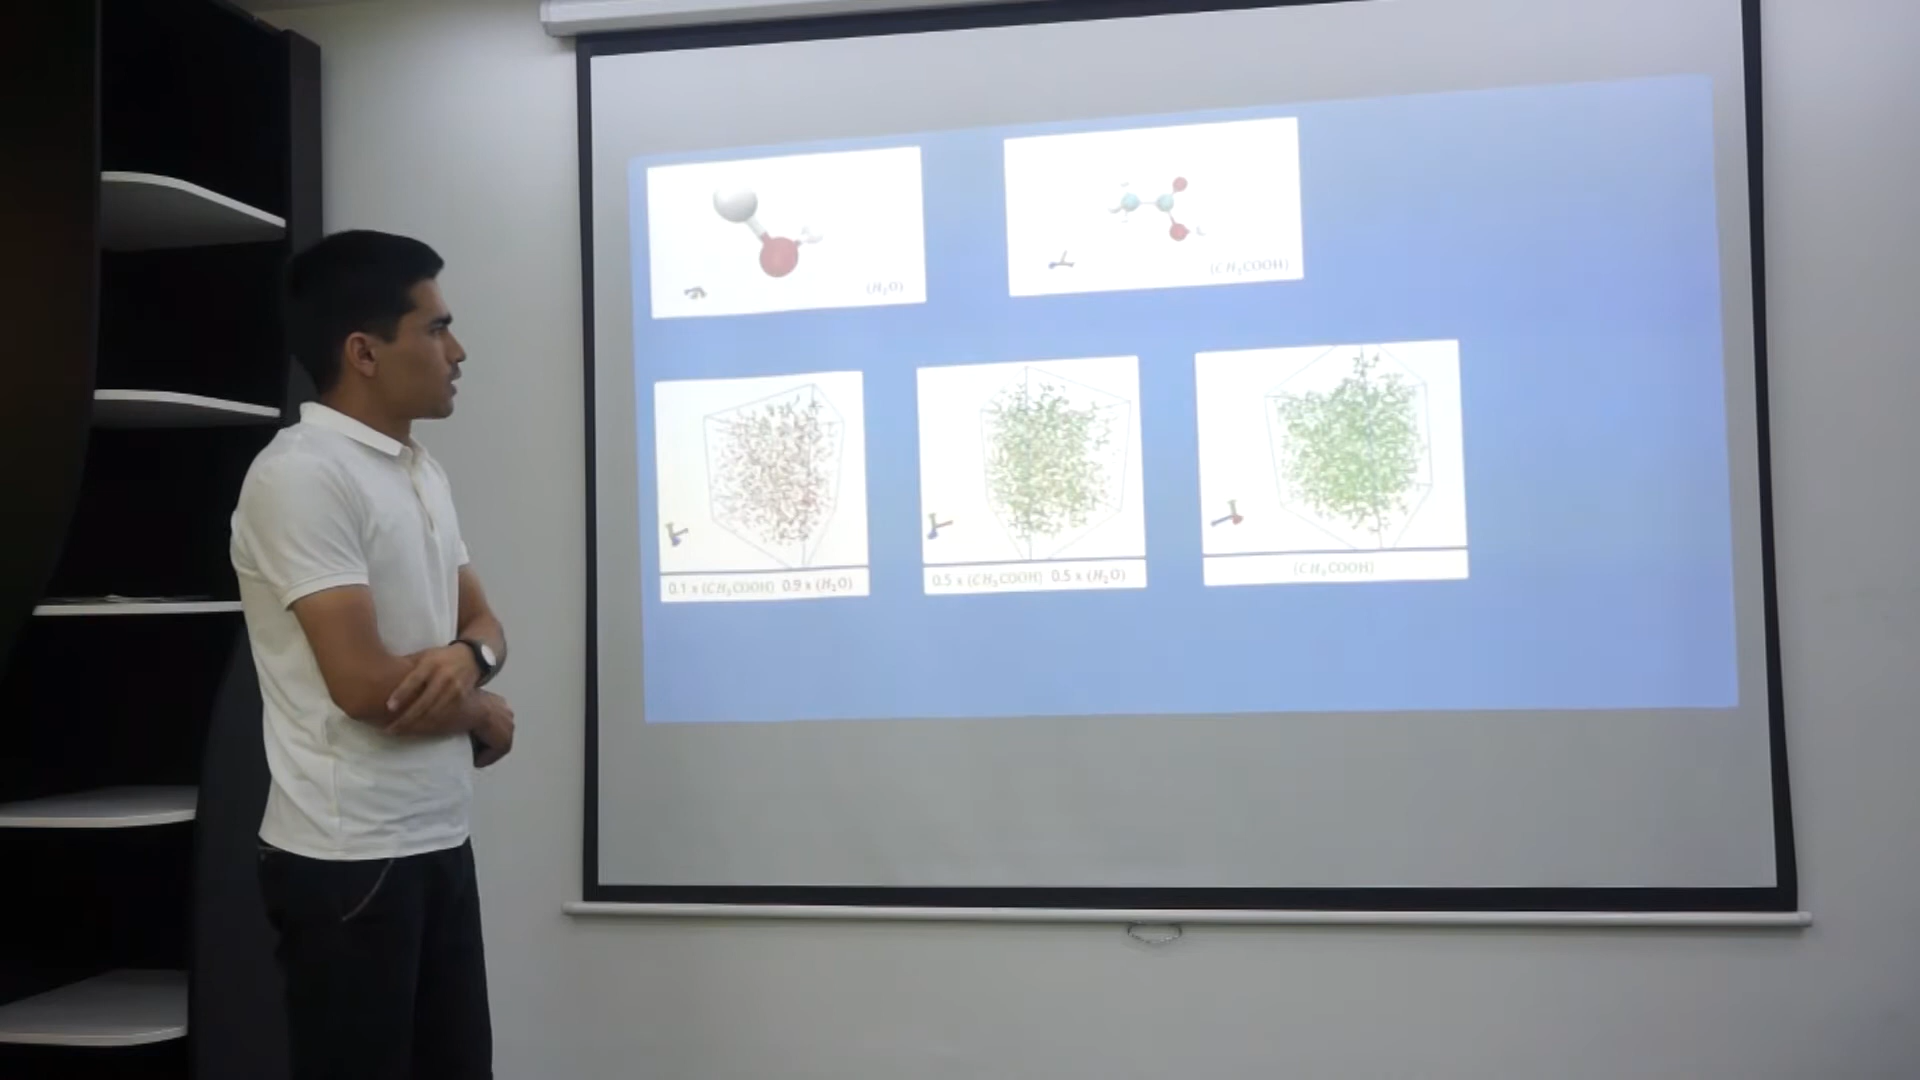 (H₂O)
(CH₃COOH)
0.1 x (CH₃COOH) 0.9 x (H₂O)
0.5 x (CH₃COOH) 0.5 x (H₂O)
(CH₃COOH)